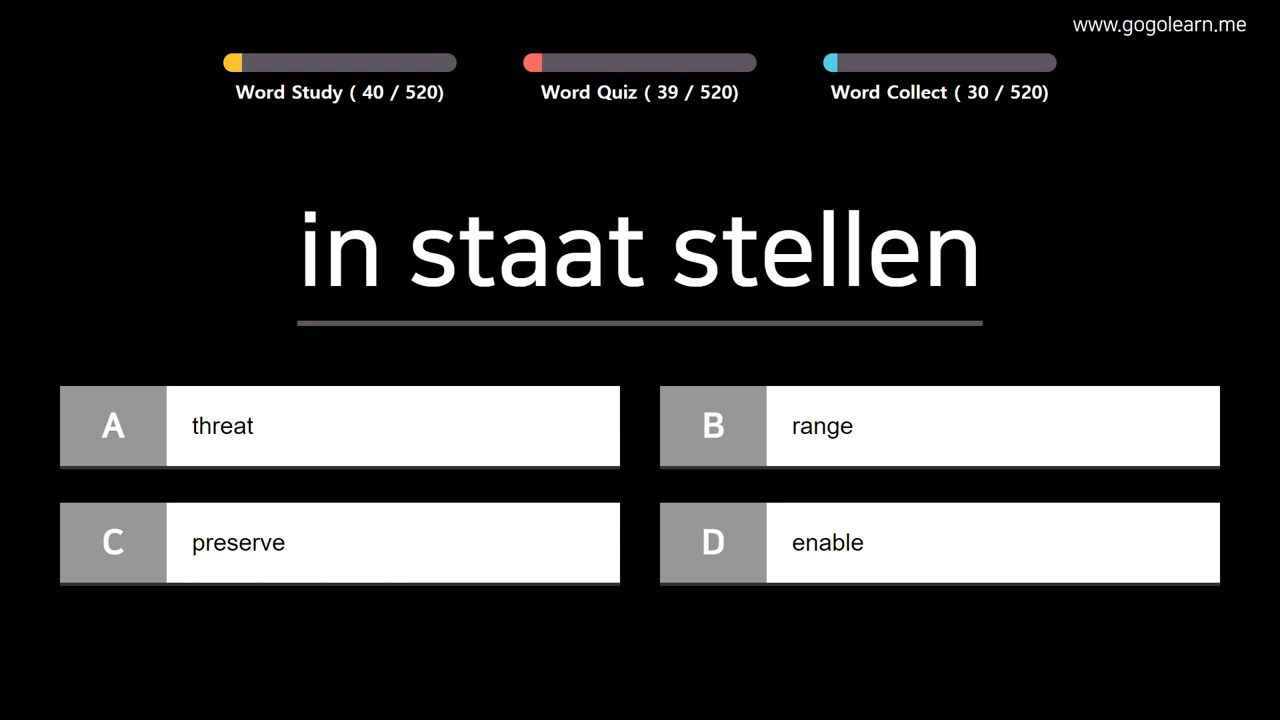 www.gogolearn.me
Word Study ( 40 / 520)
Word Quiz ( 39 / 520)
Word Collect ( 30 / 520)
in staat stellen
A threat
B range
C preserve
D enable